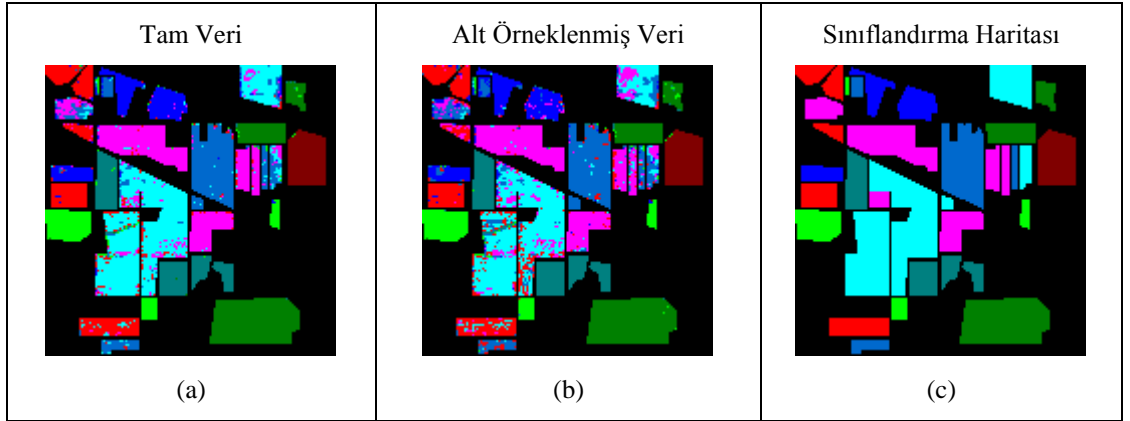 Tam Veri
Alt Örneklenmiş Veri
Sınıflandırma Haritası
(a)
(b)
(c)